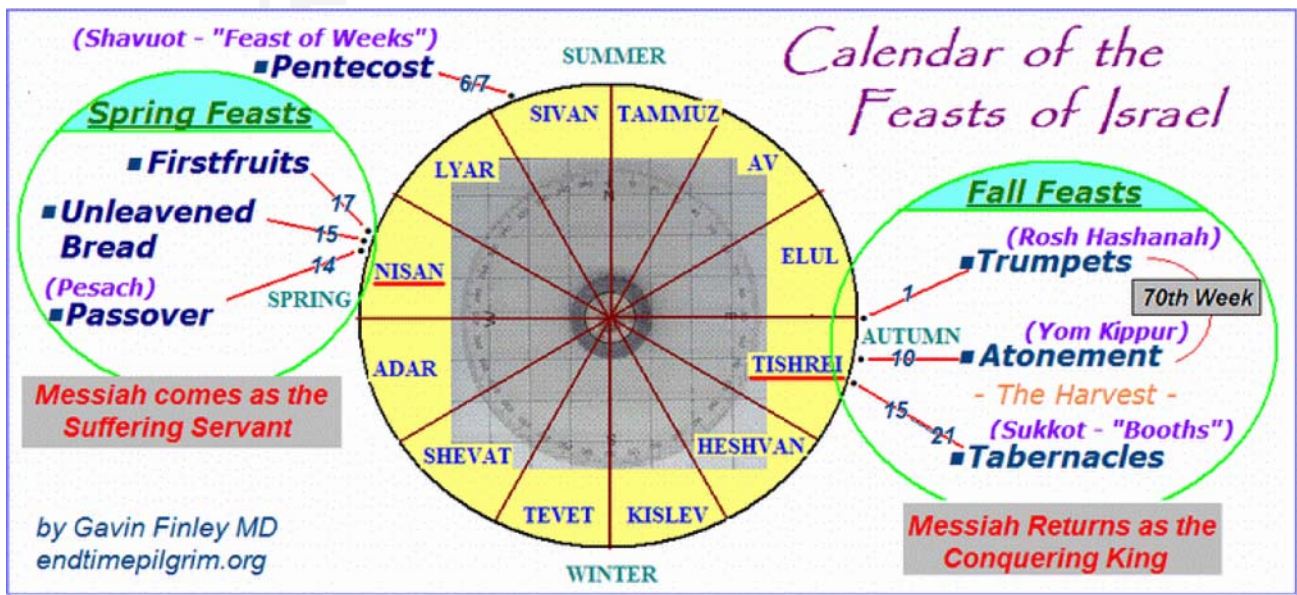 Calendar of the
Feasts of Israel
(Shavuot - "Feast of Weeks")
Pentecost
6/7
Spring Feasts
Firstfruits
17
Unleavened
Bread
15
14
(Pesach)
Passover
SPRING
Messiah comes as the
Suffering Servant
by Gavin Finley MD
endtimepilgrim.org
SUMMER
SIVAN
TAMMUZ
LYAR
AV
NISAN
ELUL
ADAR
TISHREI
SHEVAT
HESHVAN
TEVET
KISLEV
WINTER
N
W
E
AUTUMN
Fall Feasts
(Rosh Hashanah)
Trumpets
1
70th Week
(Yom Kippur)
Atonement
10
- The Harvest -
(Sukkot - "Booths")
15
21
Tabernacles
Messiah Returns as the
Conquering King